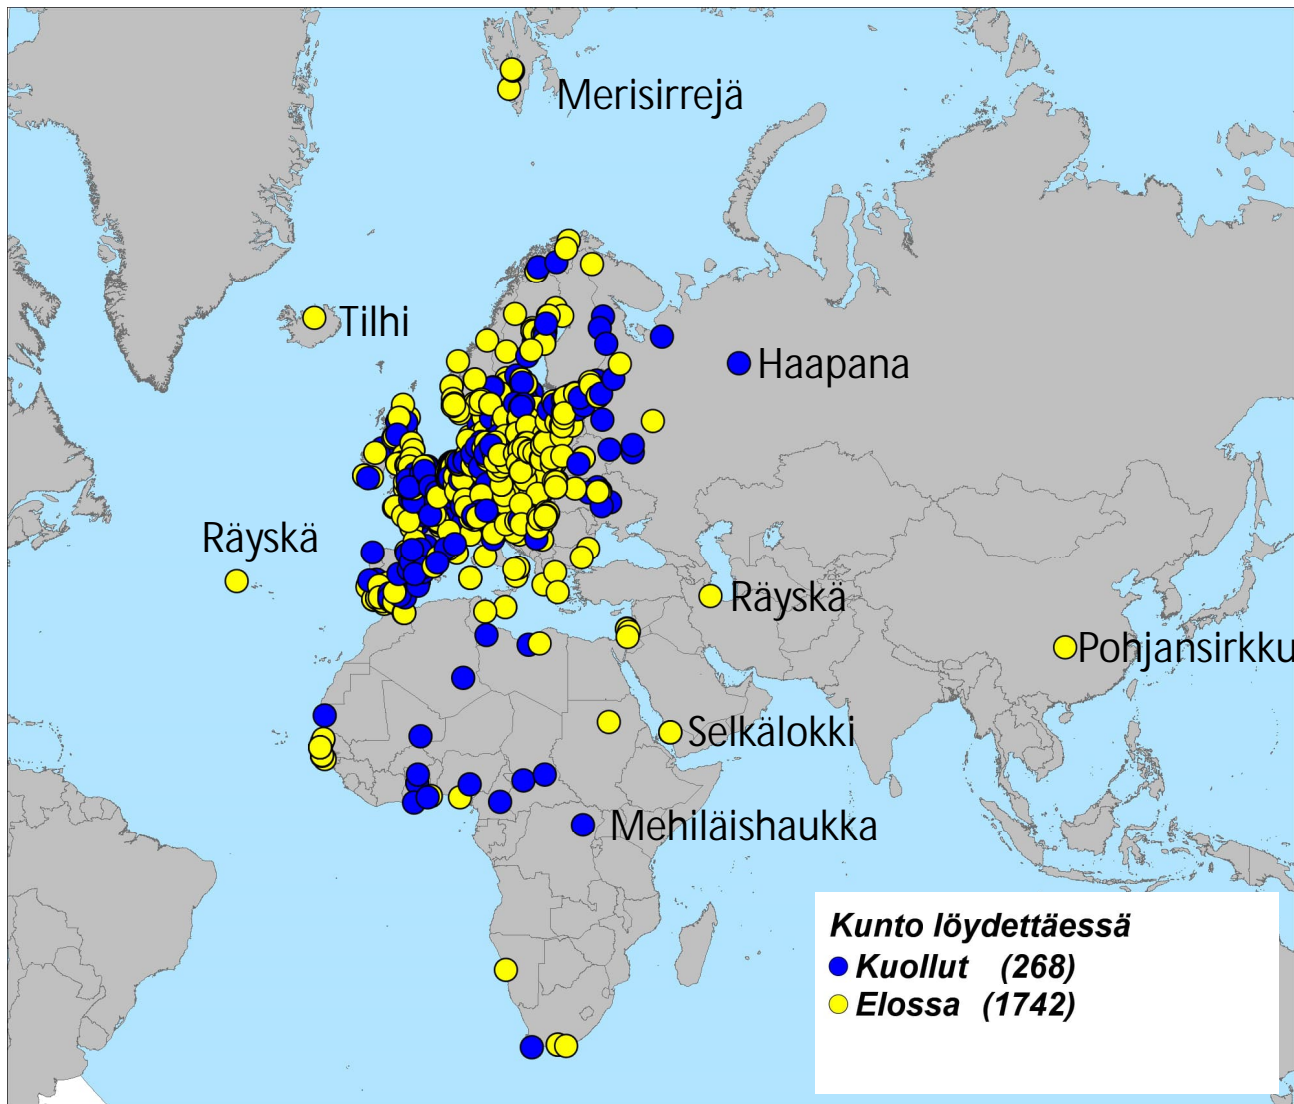 Merisirrejä
Tilhi
Haapana
Räyskä
Räyskä
Pohjansirkku
Selkälokki
Mehiläishaukka
Kunto löydettäessä
Kuollut (268)
Elossa (1742)